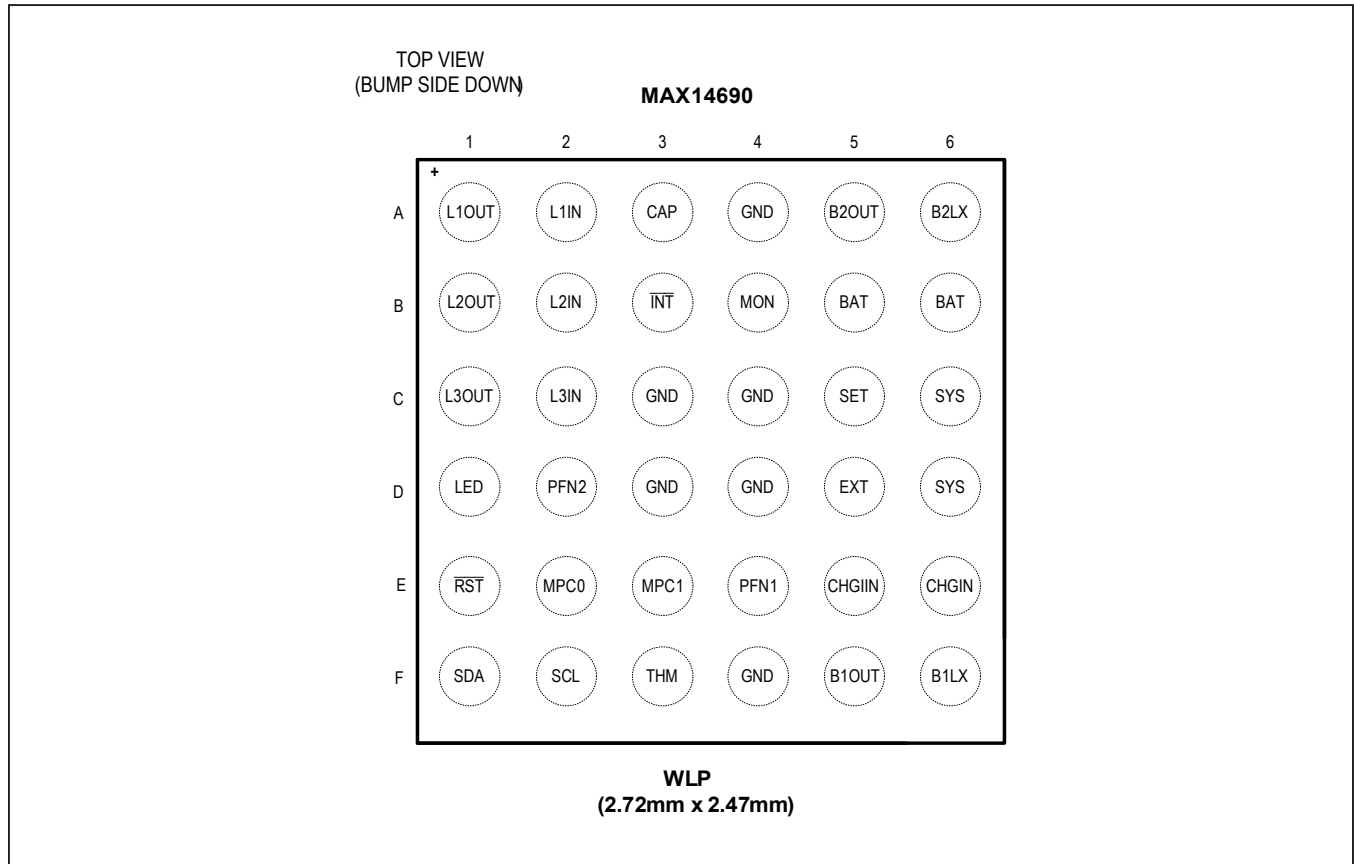 TOP VIEW
(BUMP SIDE DOWN)
MAX14690
1 2 3 4 5 6
+
A L1OUT L1IN CAP GND B2OUT B2LX
B L2OUT L2IN I̅N̅T̅ MON BAT BAT
C L3OUT L3IN GND GND SET SYS
D LED PFN2 GND GND EXT SYS
E R̅S̅T̅ MPC0 MPC1 PFN1 CHGIIN CHGIN
F SDA SCL THM GND B1OUT B1LX
WLP
(2.72mm x 2.47mm)